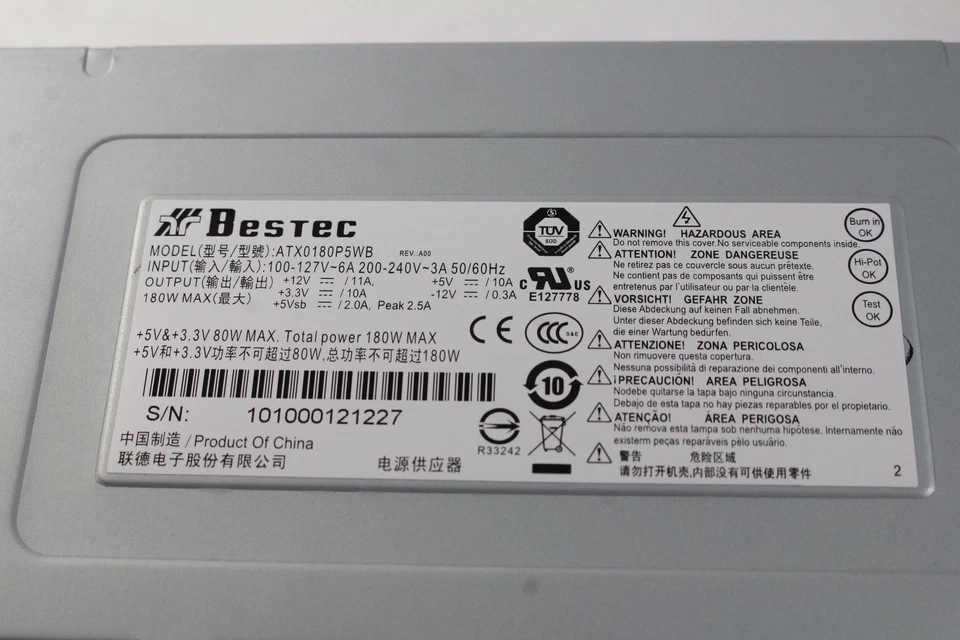 BESTEC
MODEL(型号/型號):ATX0180P5WB REV.:A00
INPUT(输入/輸入):100-127V~6A 200-240V~3A 50/60Hz
OUTPUT(输出/輸出) +12V ⎓ /11A, +5V ⎓ /10A
+3.3V ⎓ /10A -12V ⎓ /0.3A
180W MAX(最大) +5Vsb ⎓ /2.0A, Peak 2.5A
+5V&+3.3V 80W MAX. Total power 180W MAX
+5V和+3.3V功率不可超过80W,总功率不可超过180W
S/N: 101000121227
中国制造 / Product Of China
联德电子股份有限公司 电源供应器
TÜV
SÜD
C US
E127778
CE
CCC S&E
10
R33242
WARNING! HAZARDOUS AREA
Do not remove this cover. No serviceable components inside.
ATTENTION! ZONE DANGEREUSE
Ne retirez pas ce couvercle sous aucun prétexte.
Ne contient pas de composants qui puissent être
entretenus par l'utilisateur ou par la clientèle.
VORSICHT! GEFAHR ZONE
Diese Abdeckung auf keinen Fall abnehmen.
Unter dieser Abdeckung befinden sich keine Teile,
die einer Wartung bedürfen.
ATTENZIONE! ZONA PERICOLOSA
Non rimuovere questa copertura.
Nessuna possibilità di reparazione dei componenti all'interno.
¡PRECAUCIÓN! AREA PELIGROSA
Nodebe quitarse la tapa bajo ninguna circunstancia.
Debajo de esta tapa no hay piezas reparables por el propietario.
ATENÇAO! ÁREA PERIGOSA
Não remova esta tampa sob nenhuma hipótese. Internamente não
existerm peças reparáveis pêlo usuário.
警告 危险区域
请勿打开机壳,内部没有可供使用零件
2
Burn in
OK
Hi-Pot
OK
Test
OK